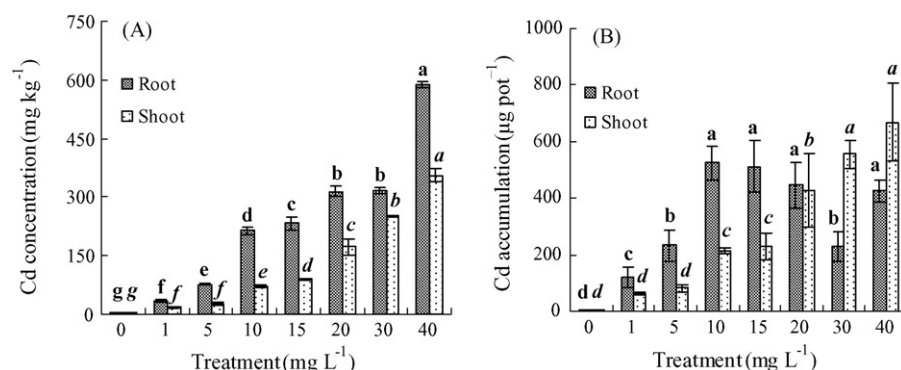 (A)
Cd concentration (mg kg⁻¹)
750
600
450
300
150
0
Root
Shoot
g g
f f
e f
d e
c d
b c
b b
a a
0 1 5 10 15 20 30 40
Treatment (mg L⁻¹)
(B)
Cd accumulation (μg pot⁻¹)
1000
800
600
400
200
0
Root
Shoot
d d
c d
b d
a c
a c
a b
b a
a a
0 1 5 10 15 20 30 40
Treatment (mg L⁻¹)